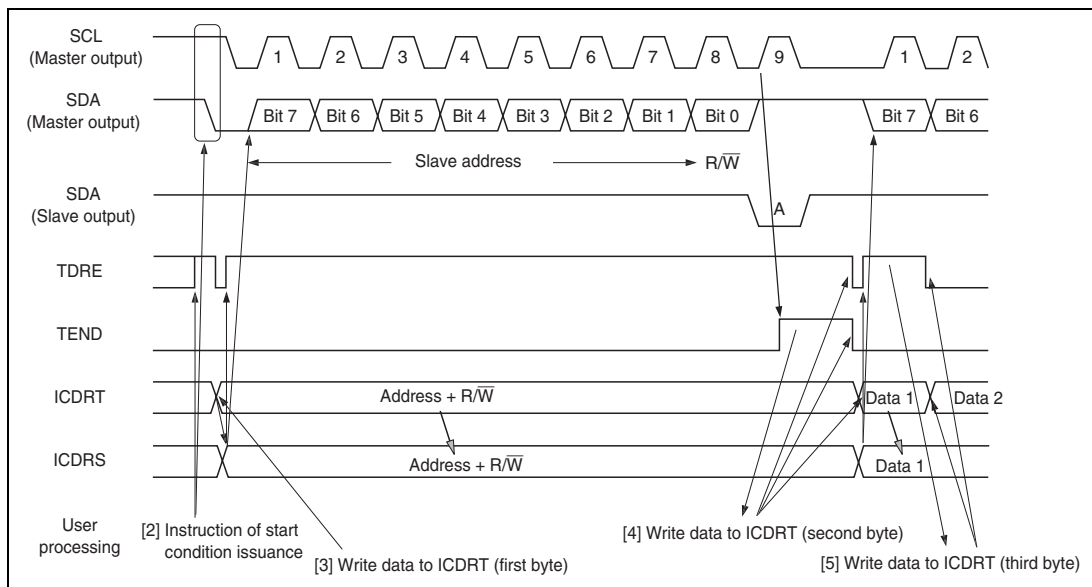 SCL
(Master output)
1 2 3 4 5 6 7 8 9 1 2
SDA
(Master output)
Bit 7 Bit 6 Bit 5 Bit 4 Bit 3 Bit 2 Bit 1 Bit 0 Bit 7 Bit 6
Slave address R/W̅
SDA
(Slave output)
A
TDRE
TEND
ICDRT
Address + R/W̅ Data 1 Data 2
ICDRS
Address + R/W̅ Data 1
User
processing
[2] Instruction of start
condition issuance
[3] Write data to ICDRT (first byte)
[4] Write data to ICDRT (second byte)
[5] Write data to ICDRT (third byte)